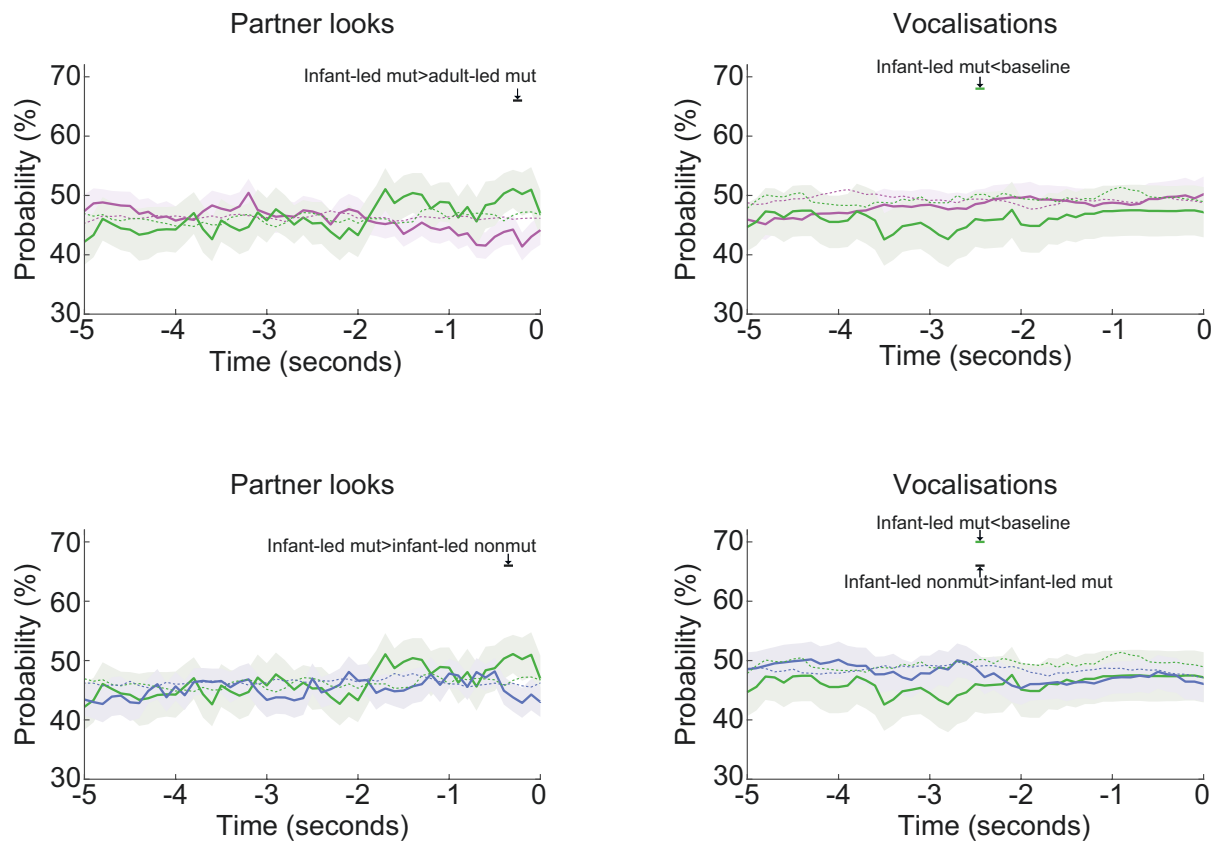 Partner looks
Infant-led mut>adult-led mut
Probability (%)
70
60
50
40
30
-5
-4
-3
-2
-1
0
Time (seconds)
Vocalisations
Infant-led mut<baseline
Probability (%)
70
60
50
40
30
-5
-4
-3
-2
-1
0
Time (seconds)
Partner looks
Infant-led mut>infant-led nonmut
Probability (%)
70
60
50
40
30
-5
-4
-3
-2
-1
0
Time (seconds)
Vocalisations
Infant-led mut<baseline
Infant-led nonmut>infant-led mut
Probability (%)
70
60
50
40
30
-5
-4
-3
-2
-1
0
Time (seconds)